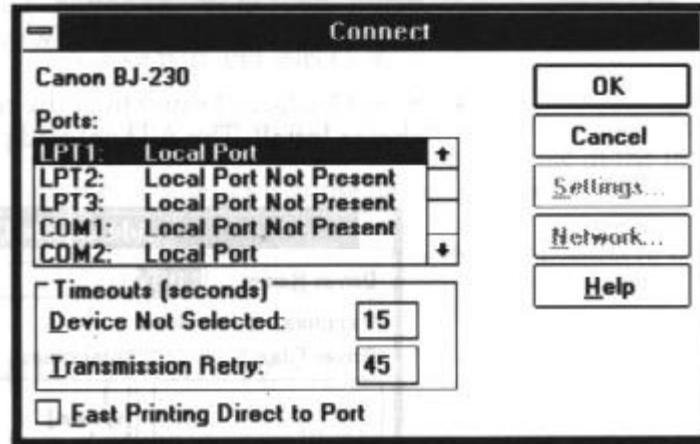 Connect
Canon BJ-230
Ports:
LPT1: Local Port
LPT2: Local Port Not Present
LPT3: Local Port Not Present
COM1: Local Port Not Present
COM2: Local Port
Timeouts (seconds)
Device Not Selected: 15
Transmission Retry: 45
Fast Printing Direct to Port
OK
Cancel
Settings...
Network...
Help